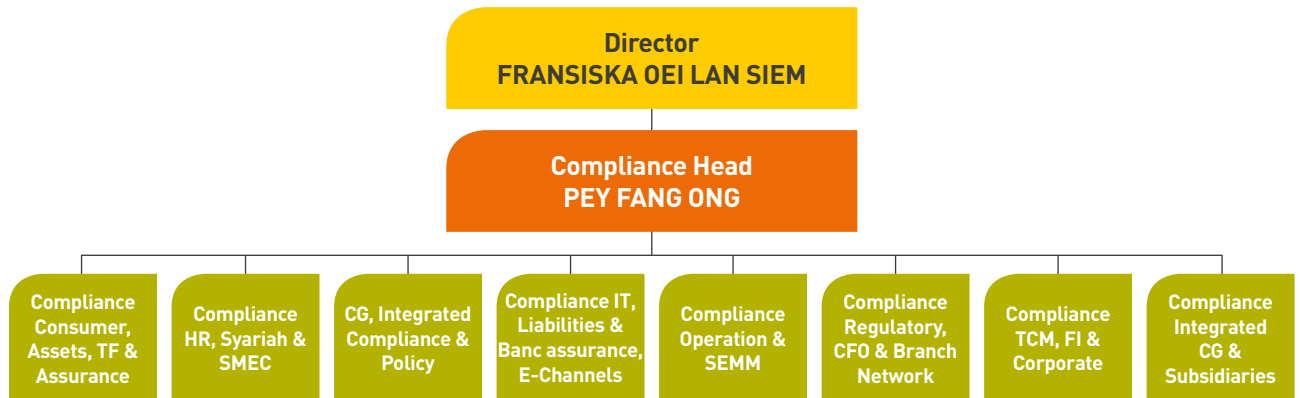 Director
FRANSISKA OEI LAN SIEM
Compliance Head
PEY FANG ONG
Compliance
Consumer,
Assets, TF &
Assurance
Compliance
HR, Syariah &
SMEC
CG, Integrated
Compliance &
Policy
Compliance IT,
Liabilities &
Banc assurance,
E-Channels
Compliance
Operation &
SEMM
Compliance
Regulatory,
CFO & Branch
Network
Compliance
TCM, FI &
Corporate
Compliance
Integrated
CG &
Subsidiaries